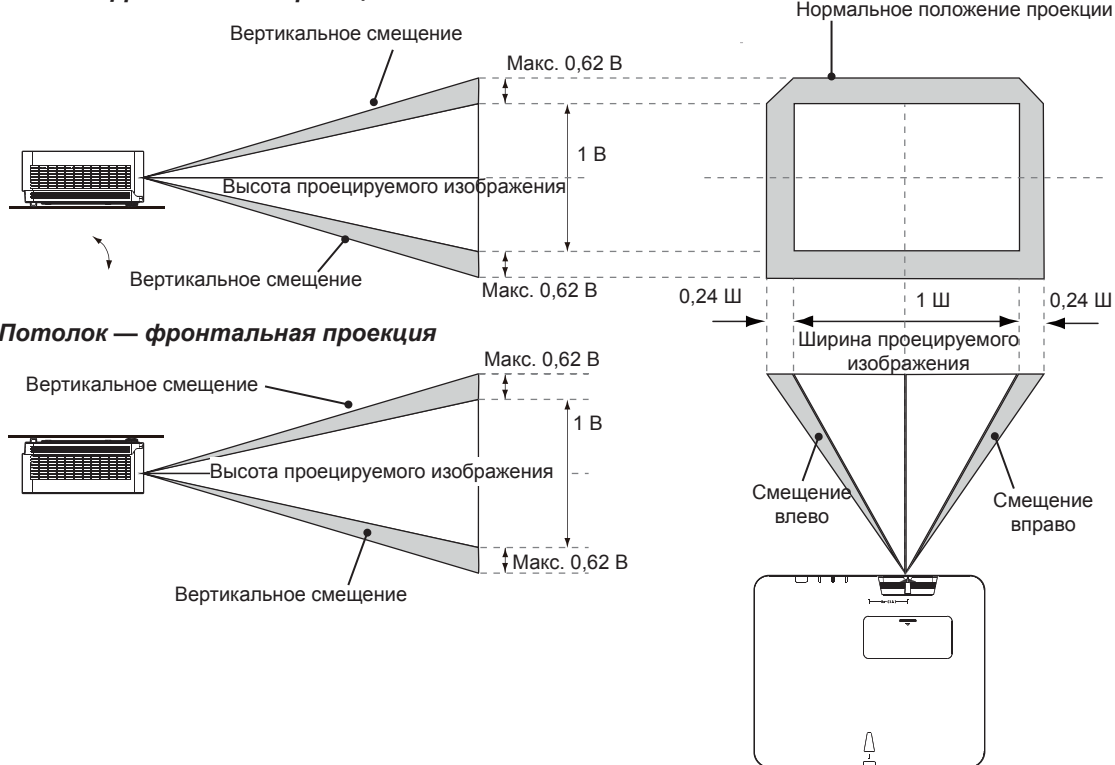 Нормальное положение проекции
Вертикальное смещение
Макс. 0,62 В
1 В
Высота проецируемого изображения
Вертикальное смещение
Макс. 0,62 В
0,24 Ш
1 Ш
0,24 Ш
Ширина проецируемого
изображения
Потолок — фронтальная проекция
Макс. 0,62 В
Вертикальное смещение
1 В
Высота проецируемого изображения
Смещение
влево
Смещение
вправо
Макс. 0,62 В
Вертикальное смещение